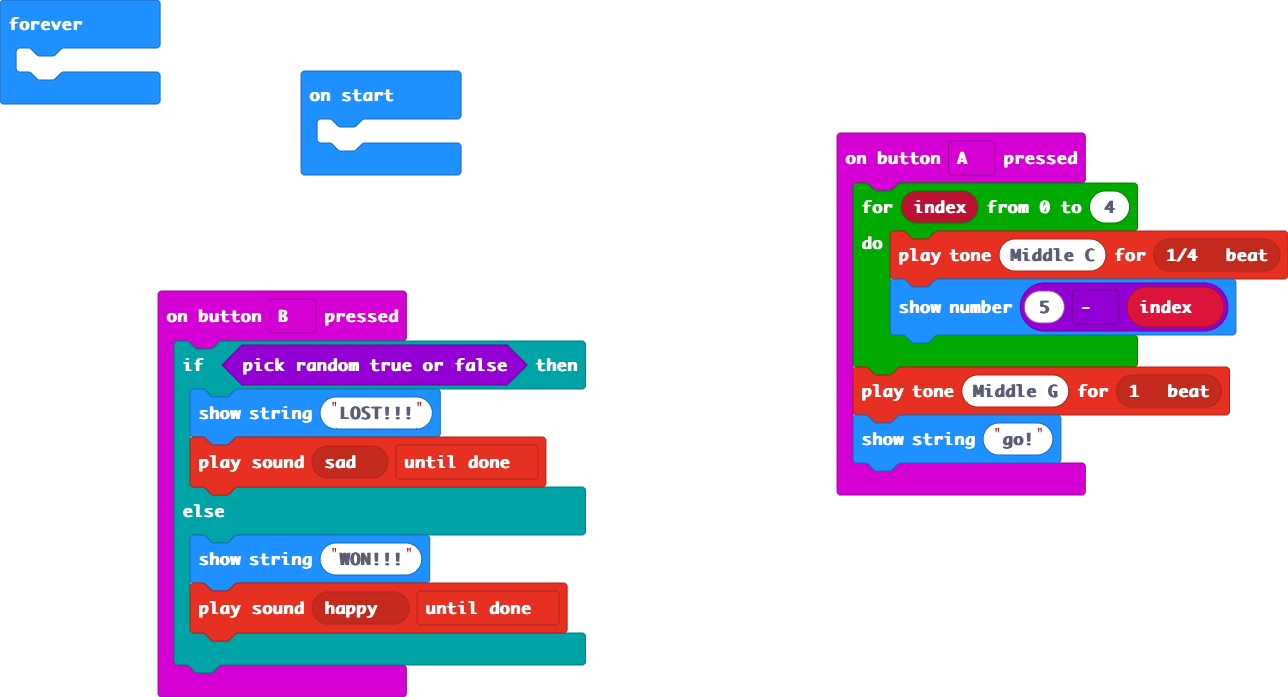 forever
on start
on button A pressed
for index from 0 to 4
do
play tone Middle C for 1/4 beat
show number 5 - index
play tone Middle G for 1 beat
show string "go!"
on button B pressed
if pick random true or false then
show string "LOST!!!"
play sound sad until done
else
show string "WON!!!"
play sound happy until done